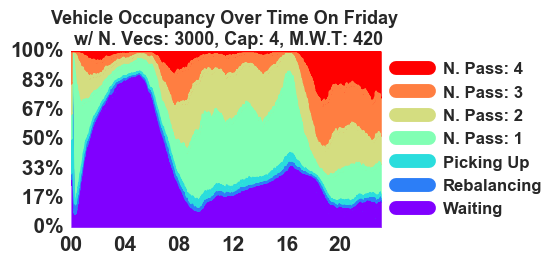 Vehicle Occupancy Over Time On Friday
w/ N. Vecs: 3000, Cap: 4, M.W.T: 420
100%
83%
67%
50%
33%
17%
0%
00 04 08 12 16 20
N. Pass: 4
N. Pass: 3
N. Pass: 2
N. Pass: 1
Picking Up
Rebalancing
Waiting